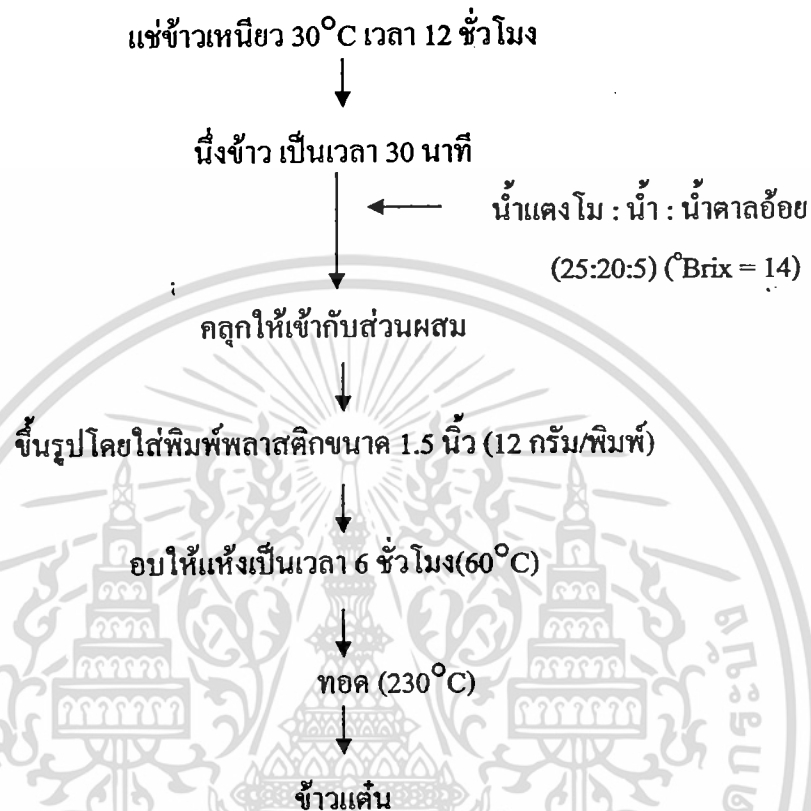 แช่ข้าวเหนียว 30°C เวลา 12 ชั่วโมง
นึ่งข้าว เป็นเวลา 30 นาที
น้ำแตงโม : น้ำ : น้ำตาลอ้อย
(25:20:5) (°Brix = 14)
คลุกให้เข้ากับส่วนผสม
ขึ้นรูปโดยใส่พิมพ์พลาสติกขนาด 1.5 นิ้ว (12 กรัม/พิมพ์)
อบให้แห้งเป็นเวลา 6 ชั่วโมง(60°C)
ทอด (230°C)
ข้าวแต๋น